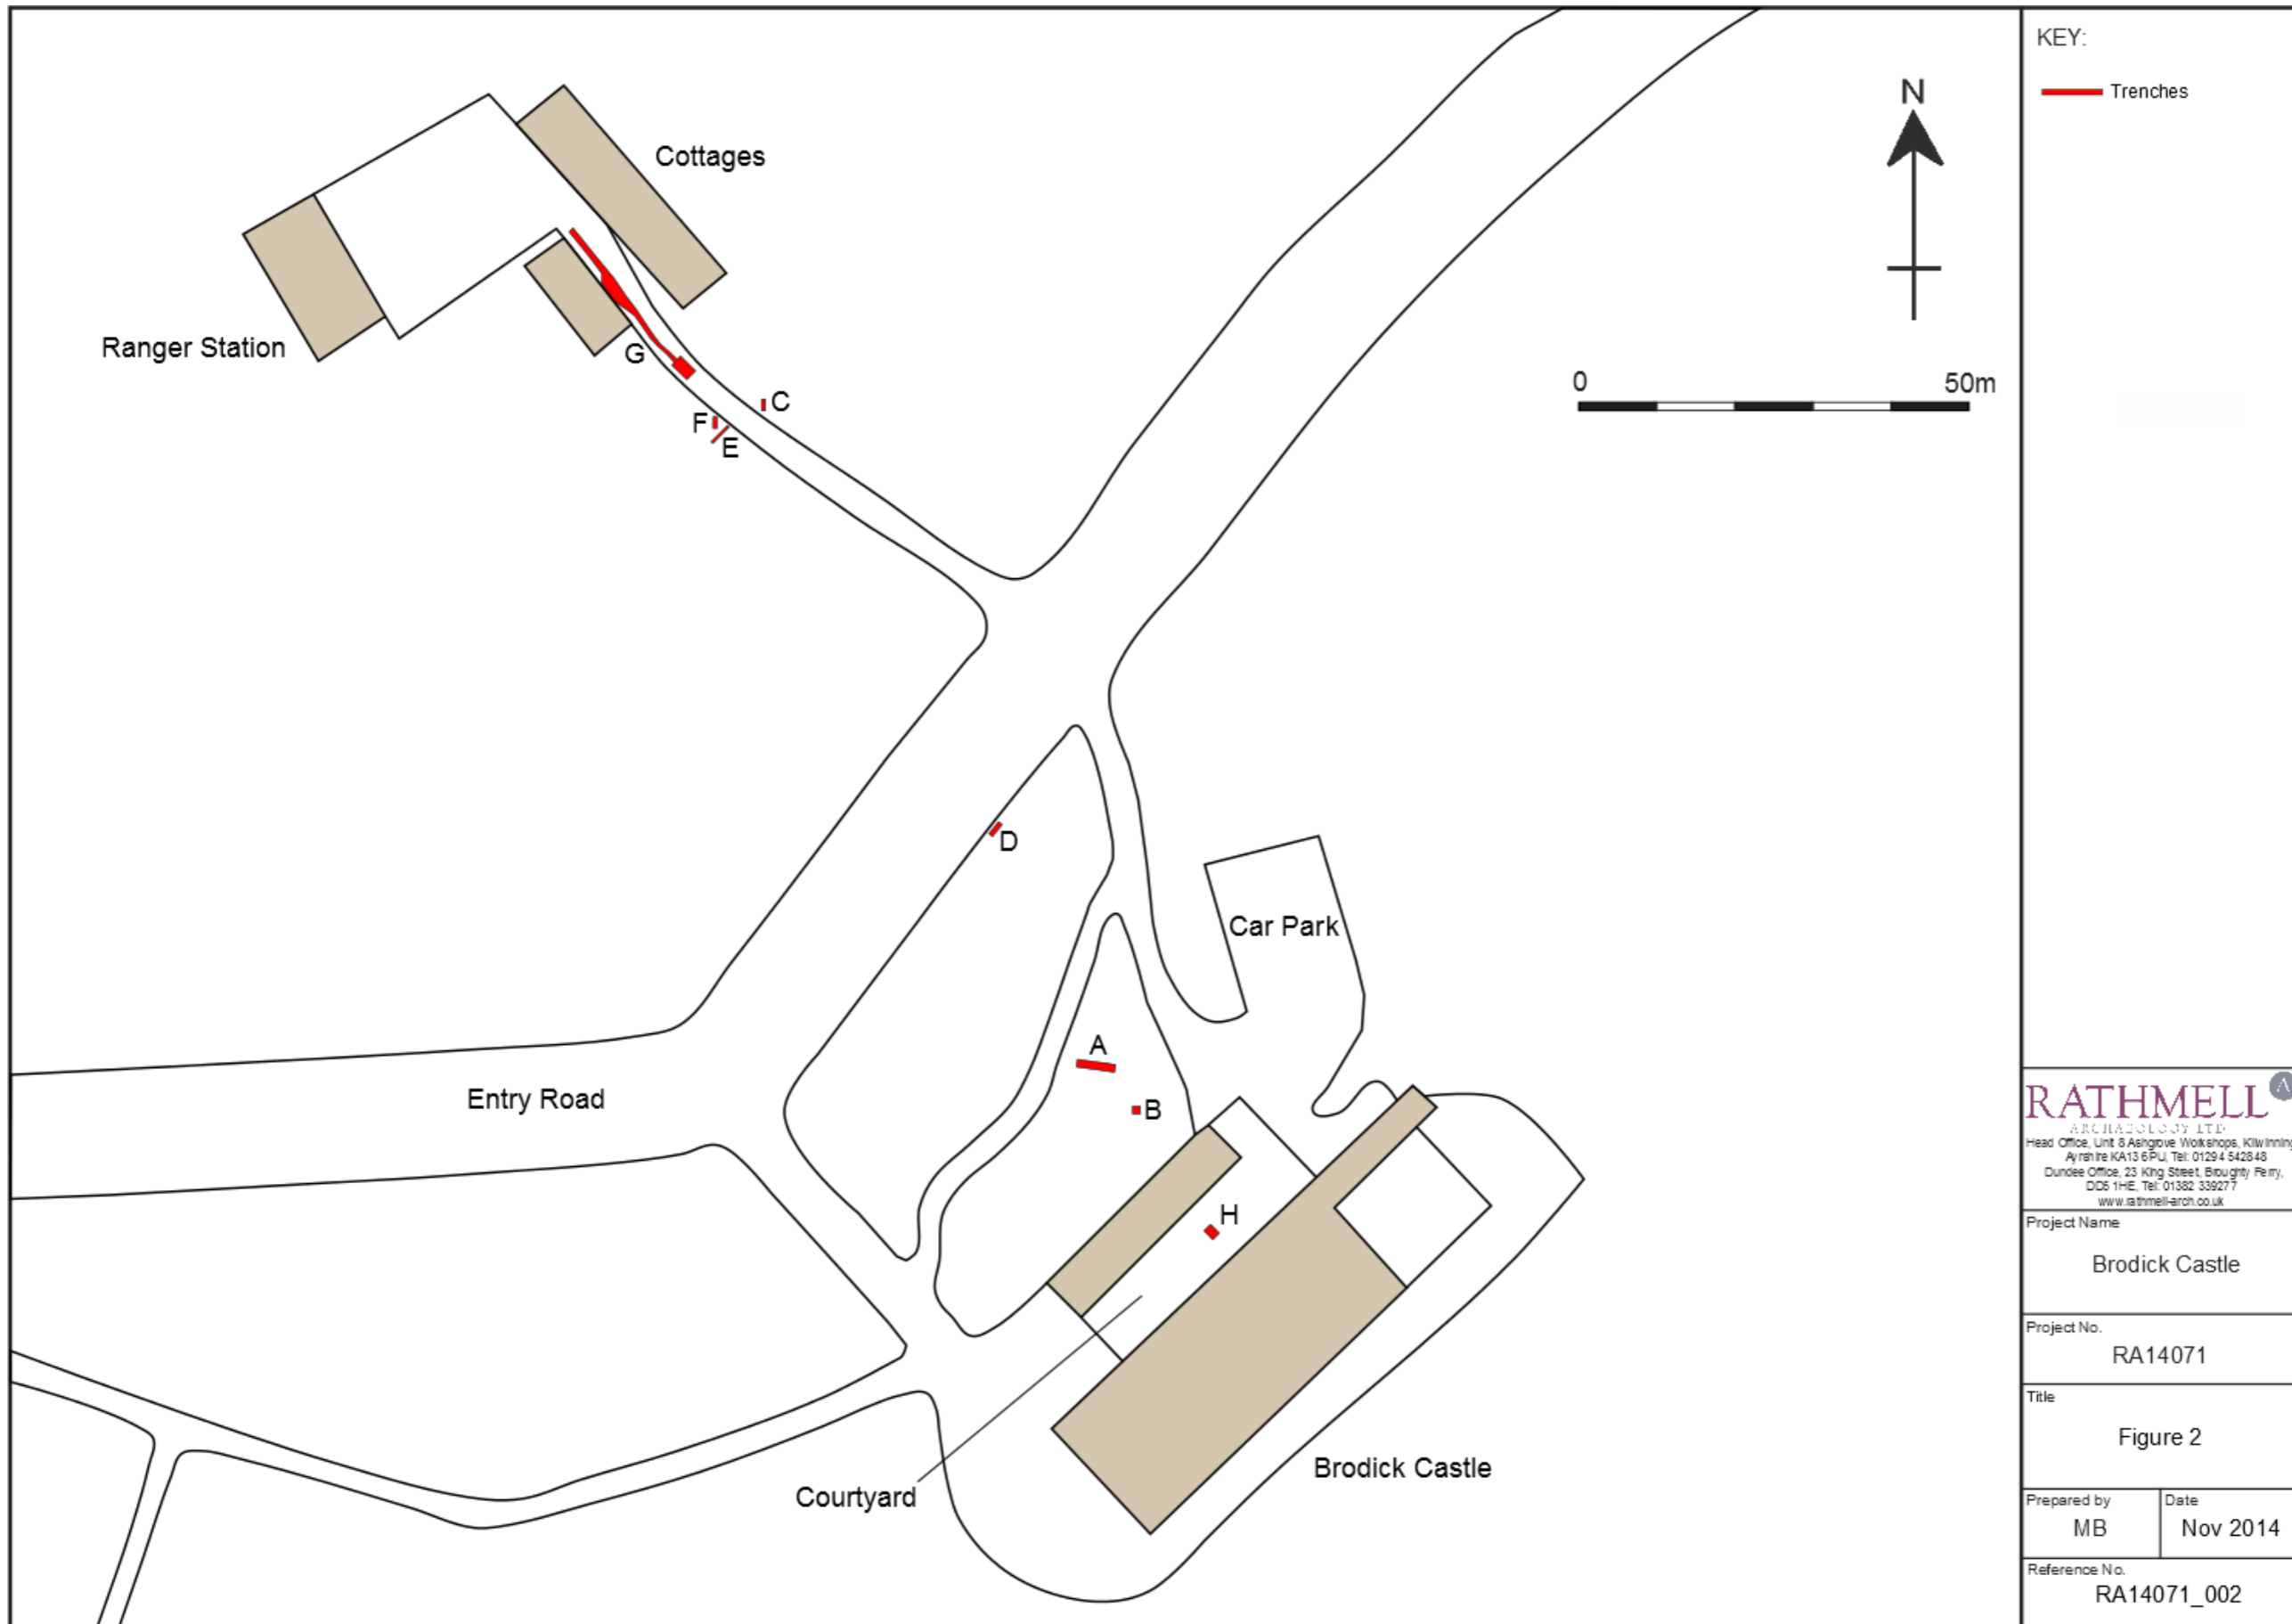 KEY:
Trenches
N
0 50m
Cottages
Ranger Station
G
C
F
E
D
Car Park
A
B
Entry Road
H
Courtyard
Brodick Castle
RATHMELL A
ARCHAEOLOGY LTD
Head Office, Unit 8 Ashgrove Workshops, Kilwinning
Ayrshire KA13 6PU, Tel: 01294 542848
Dundee Office, 23 King Street, Broughty Ferry,
DD5 1HE, Tel: 01382 339277
www.rathmell-arch.co.uk
Project Name
Brodick Castle
Project No.
RA14071
Title
Figure 2
Prepared by
MB
Date
Nov 2014
Reference No.
RA14071_002